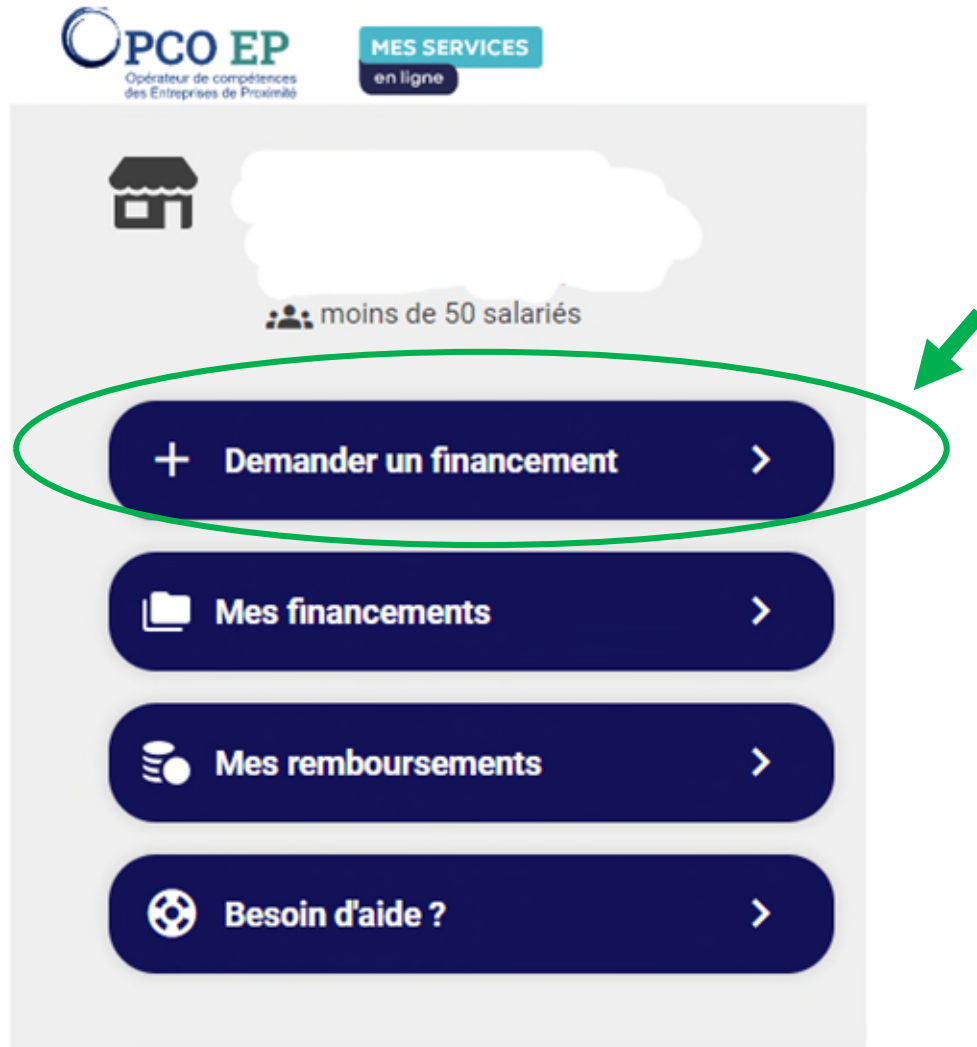 OPCO EP
Opérateur de compétences
des Entreprises de Proximité
MES SERVICES
en ligne
moins de 50 salariés
Demander un financement
Mes financements
Mes remboursements
Besoin d'aide ?